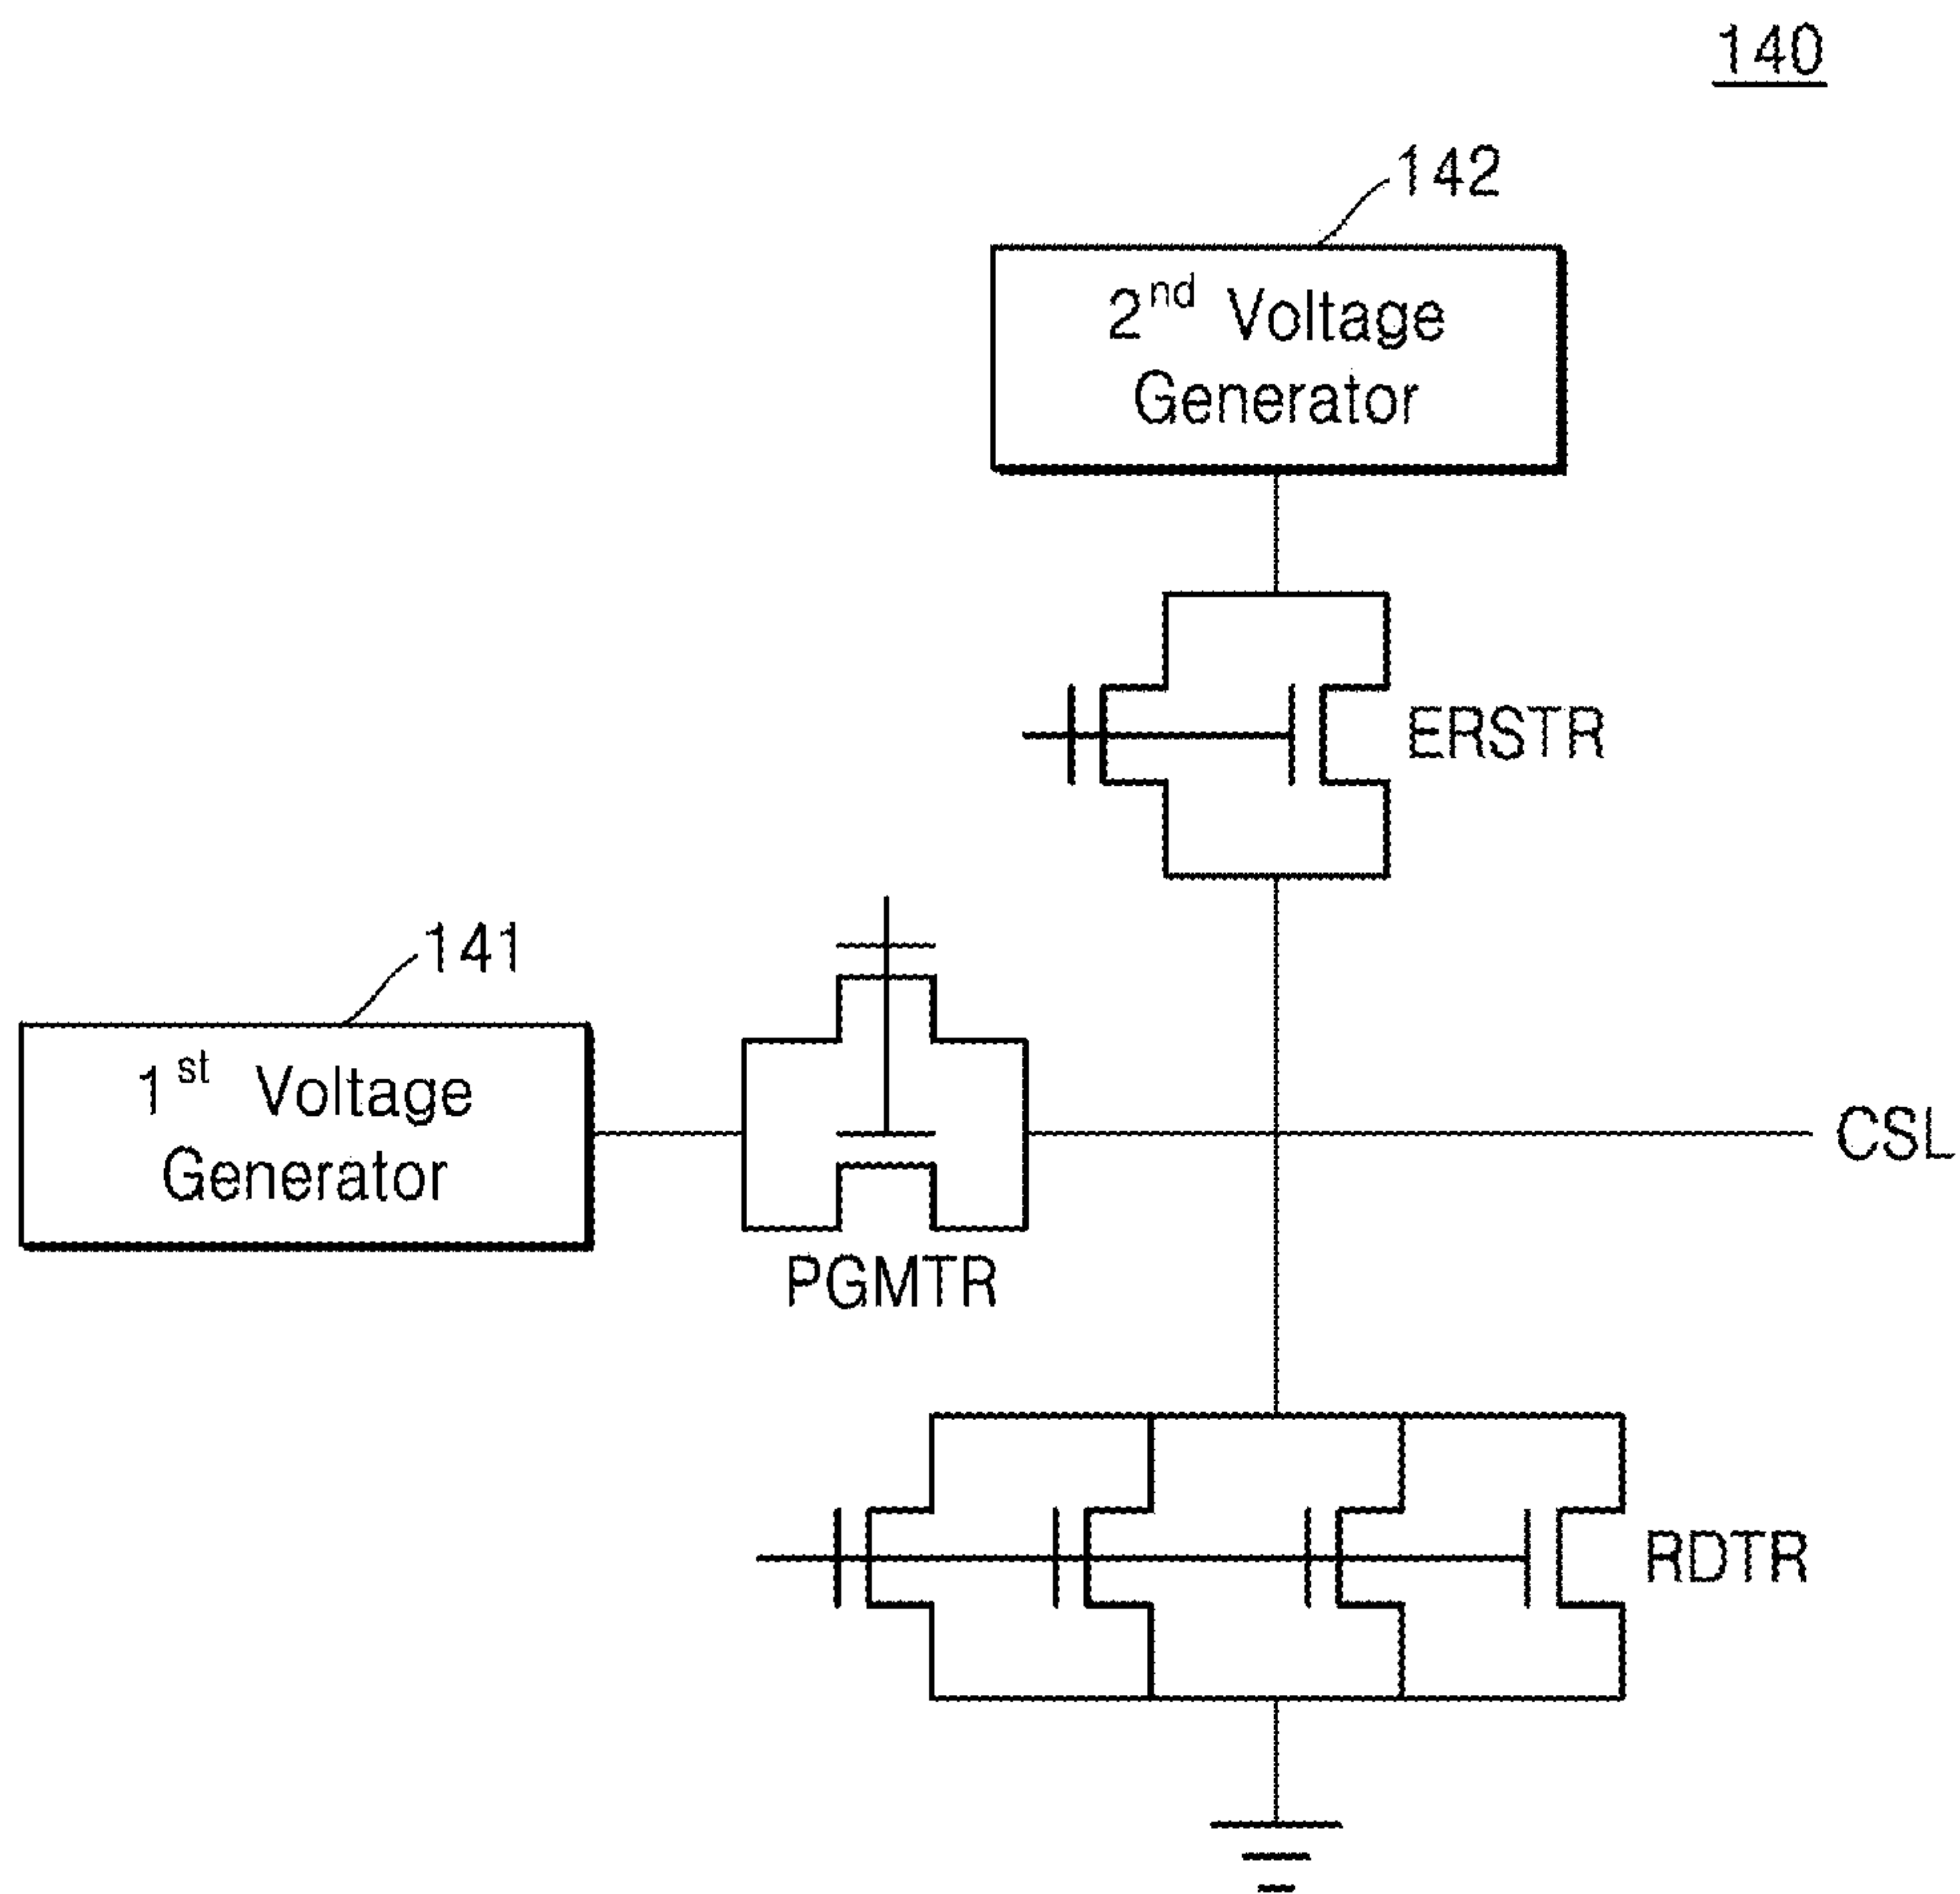 140
142
2nd Voltage
Generator
ERSTR
141
1st Voltage
Generator
CSL
PGMTR
RDTR